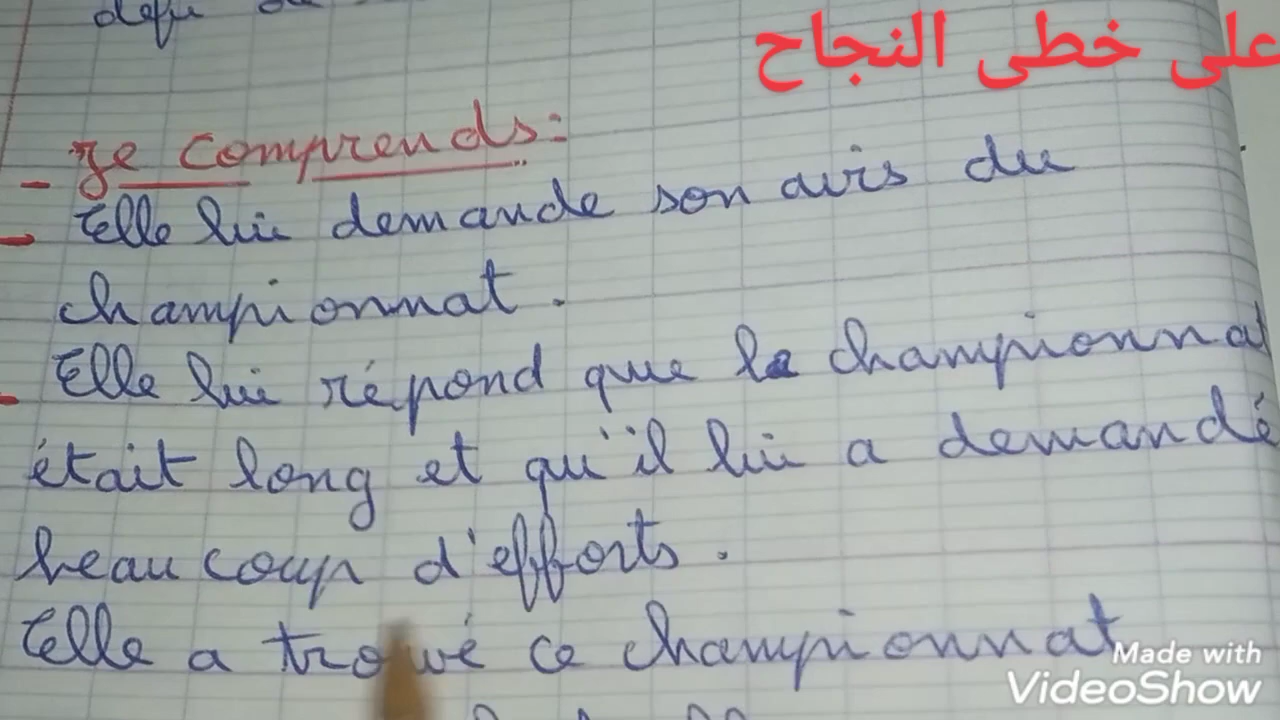 على خطى النجاح
- Je comprends:
- Elle lui demande son avis du
championnat.
- Elle lui répond que le championnat
était long et qu'il lui a demandé
beaucoup d'efforts.
Elle a trouvé ce championnat
Made with
VideoShow